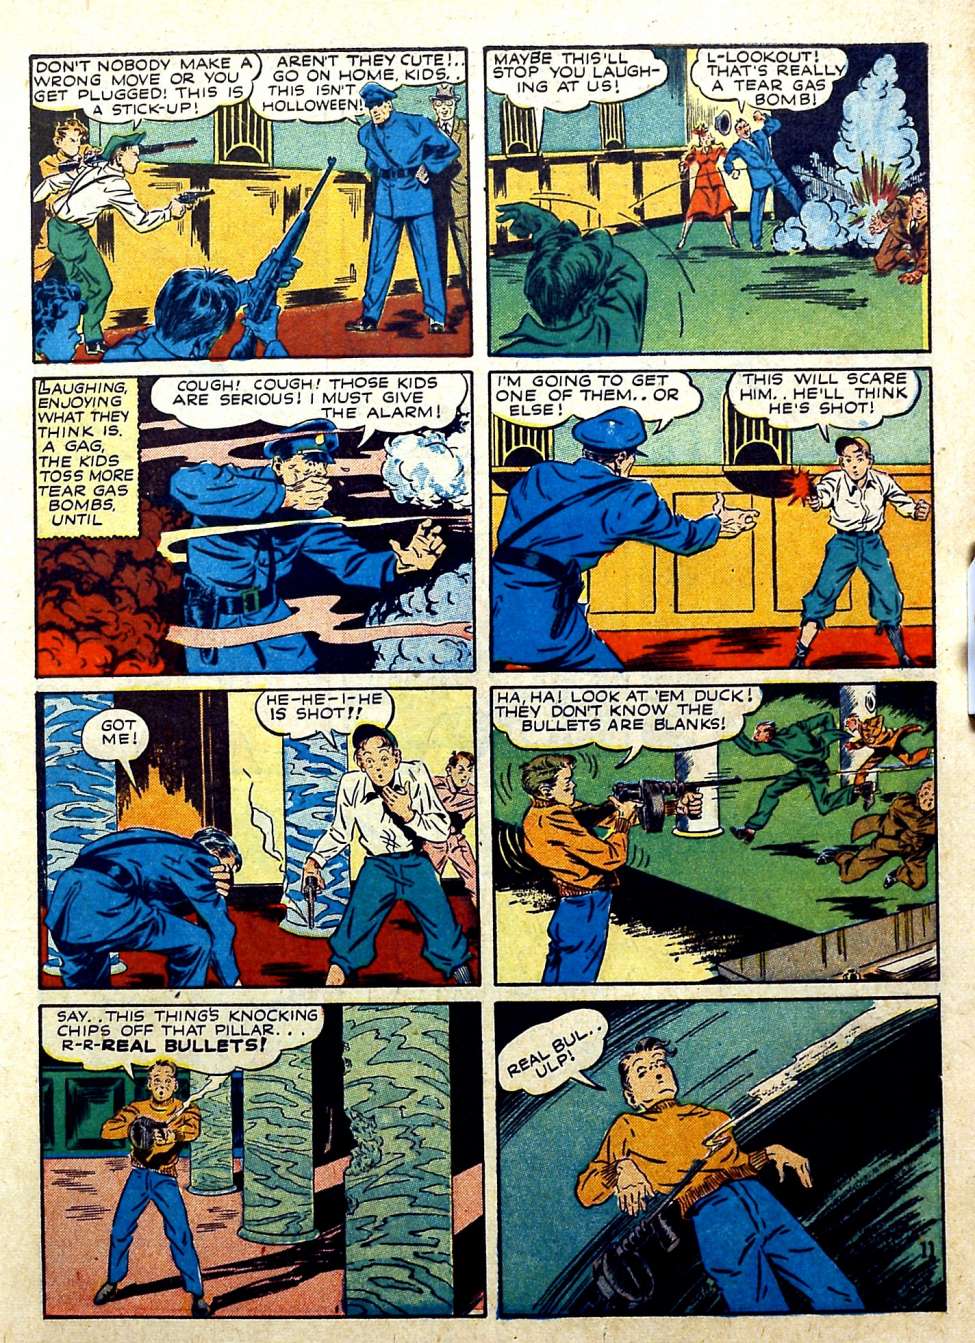 DON'T NOBODY MAKE A
WRONG MOVE OR YOU
GET PLUGGED! THIS IS
A STICK-UP!
AREN'T THEY CUTE!..
GO ON HOME, KIDS..
THIS ISN'T
HOLLOWEEN!
MAYBE THIS'LL
STOP YOU LAUGH-
ING AT US!
L-LOOKOUT!
THAT'S REALLY
A TEAR GAS
BOMB!
LAUGHING,
ENJOYING
WHAT THEY
THINK IS
A GAG,
THE KIDS
TOSS MORE
TEAR GAS
BOMBS,
UNTIL
COUGH! COUGH! THOSE KIDS
ARE SERIOUS! I MUST GIVE
THE ALARM!
I'M GOING TO GET
ONE OF THEM.. OR
ELSE!
THIS WILL SCARE
HIM.. HE'LL THINK
HE'S SHOT!
GOT
ME!
HE-HE-I-HE
IS SHOT!!
HA, HA! LOOK AT 'EM DUCK!
THEY DON'T KNOW THE
BULLETS ARE BLANKS!
SAY.. THIS THING'S KNOCKING
CHIPS OFF THAT PILLAR...
R-R-REAL BULLETS!
REAL BUL..
ULP!
11